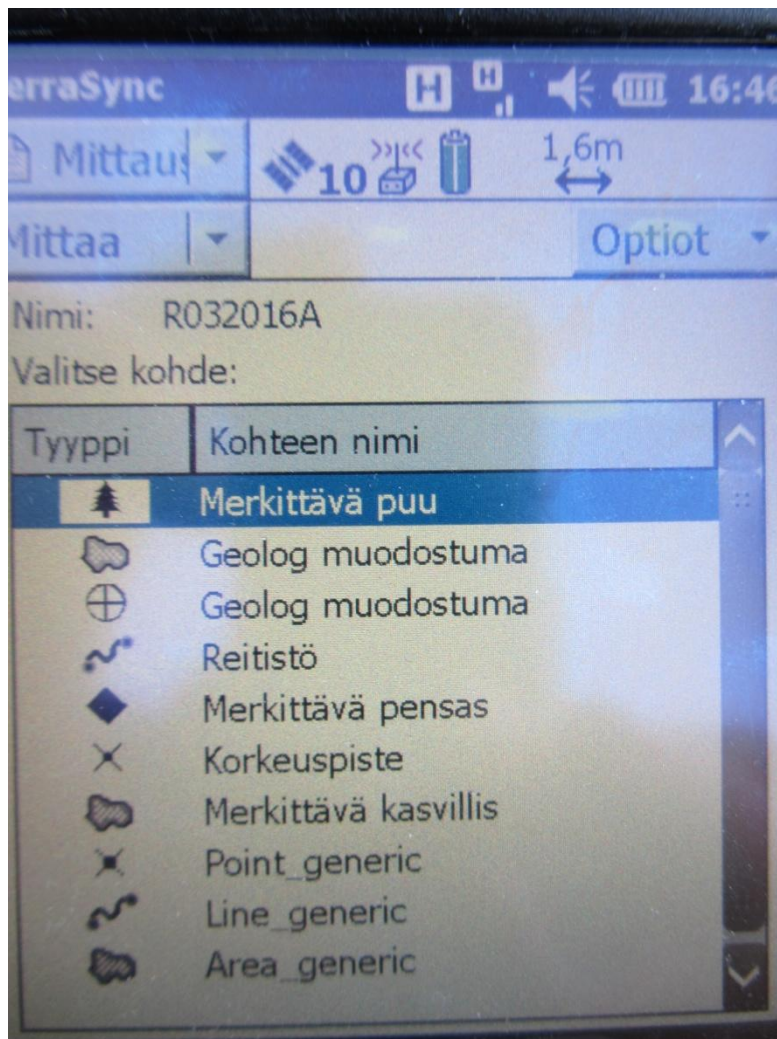 erraSync 16:46
Mittaus
10 1,6m
Mittaa Optiot
Nimi: R032016A
Valitse kohde:
Tyyppi Kohteen nimi
Merkittävä puu
Geolog muodostuma
Geolog muodostuma
Reitistö
Merkittävä pensas
Korkeuspiste
Merkittävä kasvillis
Point_generic
Line_generic
Area_generic